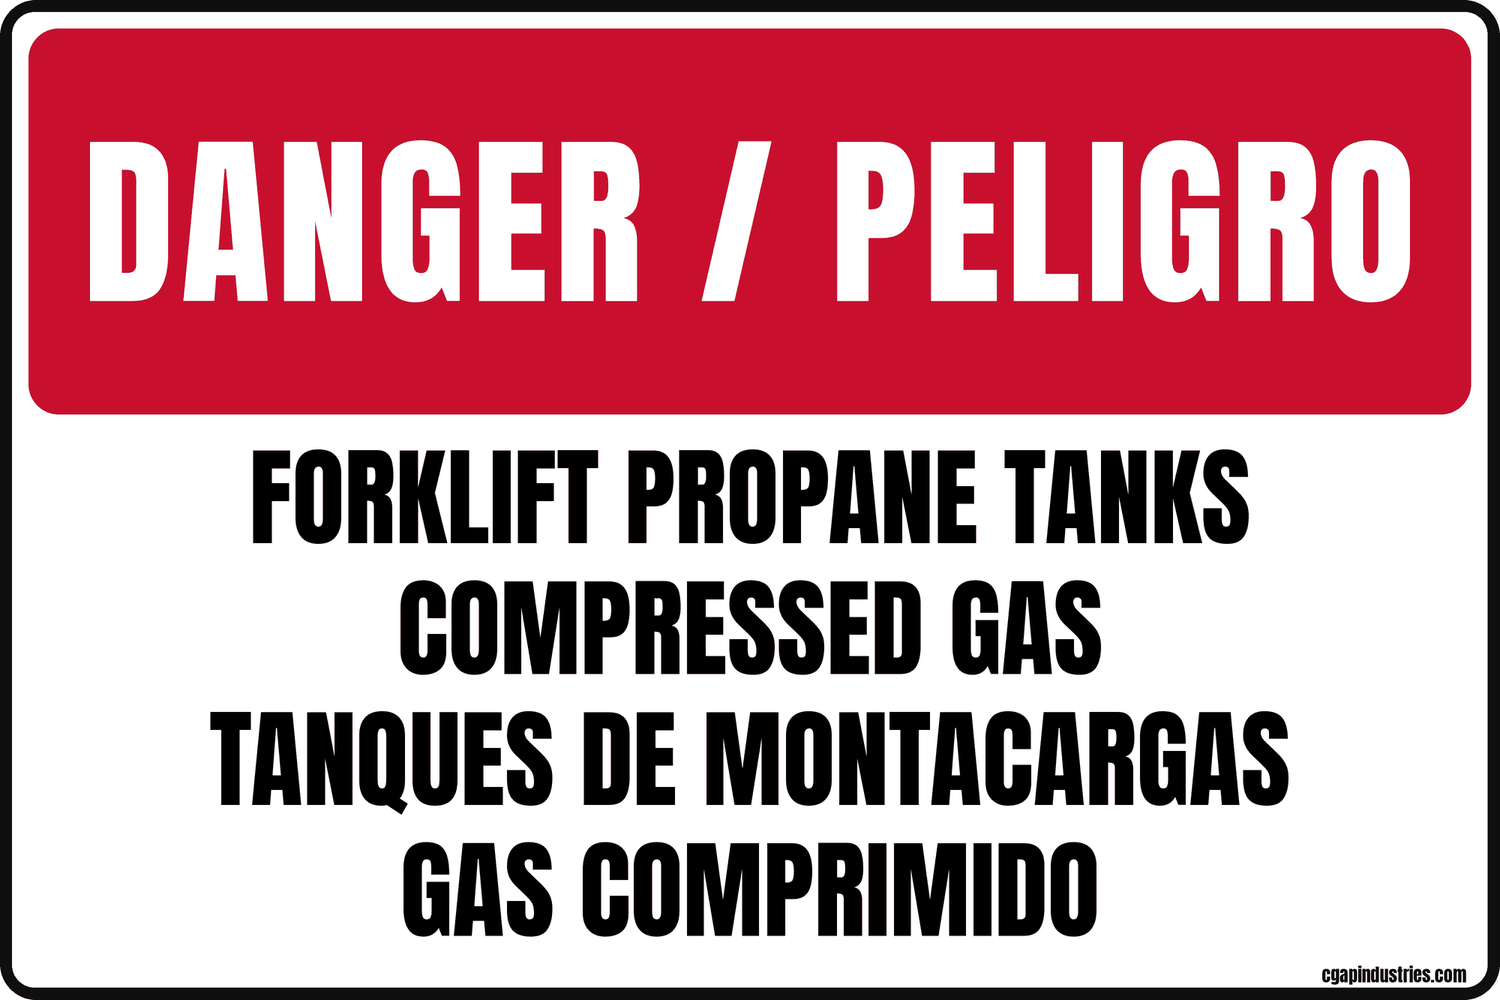 DANGER / PELIGRO
FORKLIFT PROPANE TANKS
COMPRESSED GAS
TANQUES DE MONTACARGAS
GAS COMPRIMIDO
cgapindustries.com